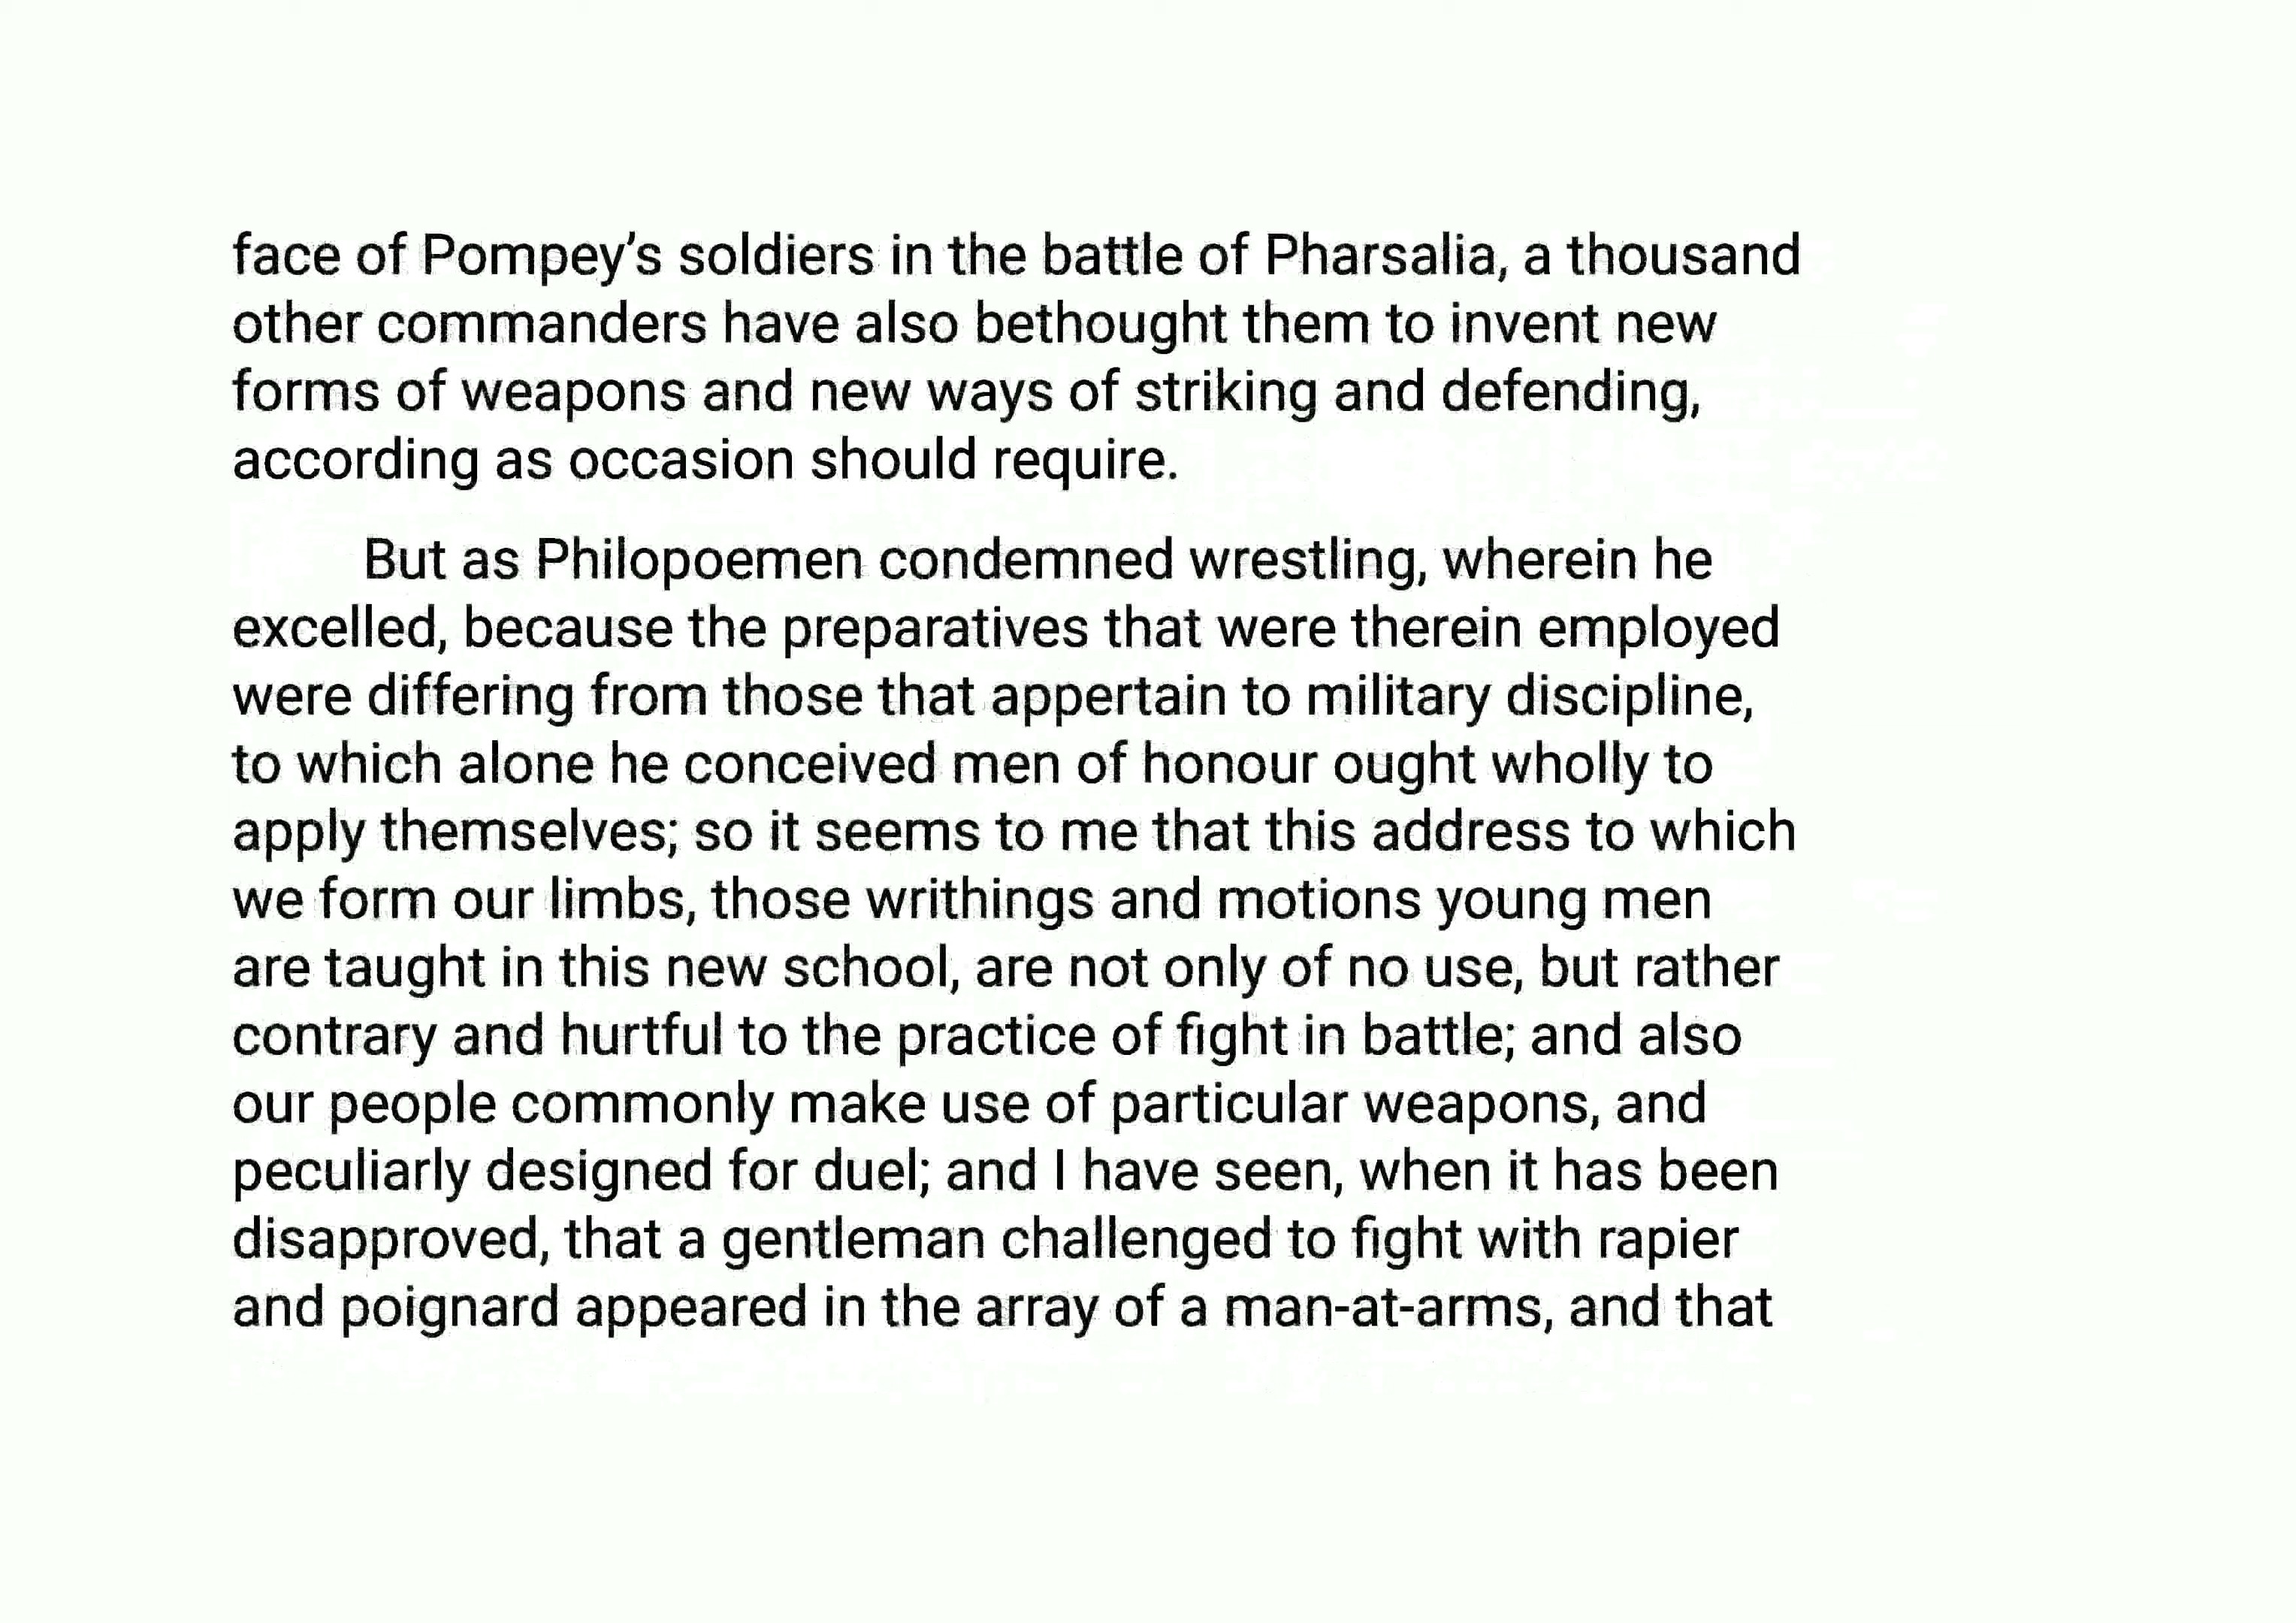 face of Pompey's soldiers in the battle of Pharsalia, a thousand
other commanders have also bethought them to invent new
forms of weapons and new ways of striking and defending,
according as occasion should require.
But as Philopoemen condemned wrestling, wherein he
excelled, because the preparatives that were therein employed
were differing from those that appertain to military discipline,
to which alone he conceived men of honour ought wholly to
apply themselves; so it seems to me that this address to which
we form our limbs, those writhings and motions young men
are taught in this new school, are not only of no use, but rather
contrary and hurtful to the practice of fight in battle; and also
our people commonly make use of particular weapons, and
peculiarly designed for duel; and I have seen, when it has been
disapproved, that a gentleman challenged to fight with rapier
and poignard appeared in the array of a man-at-arms, and that